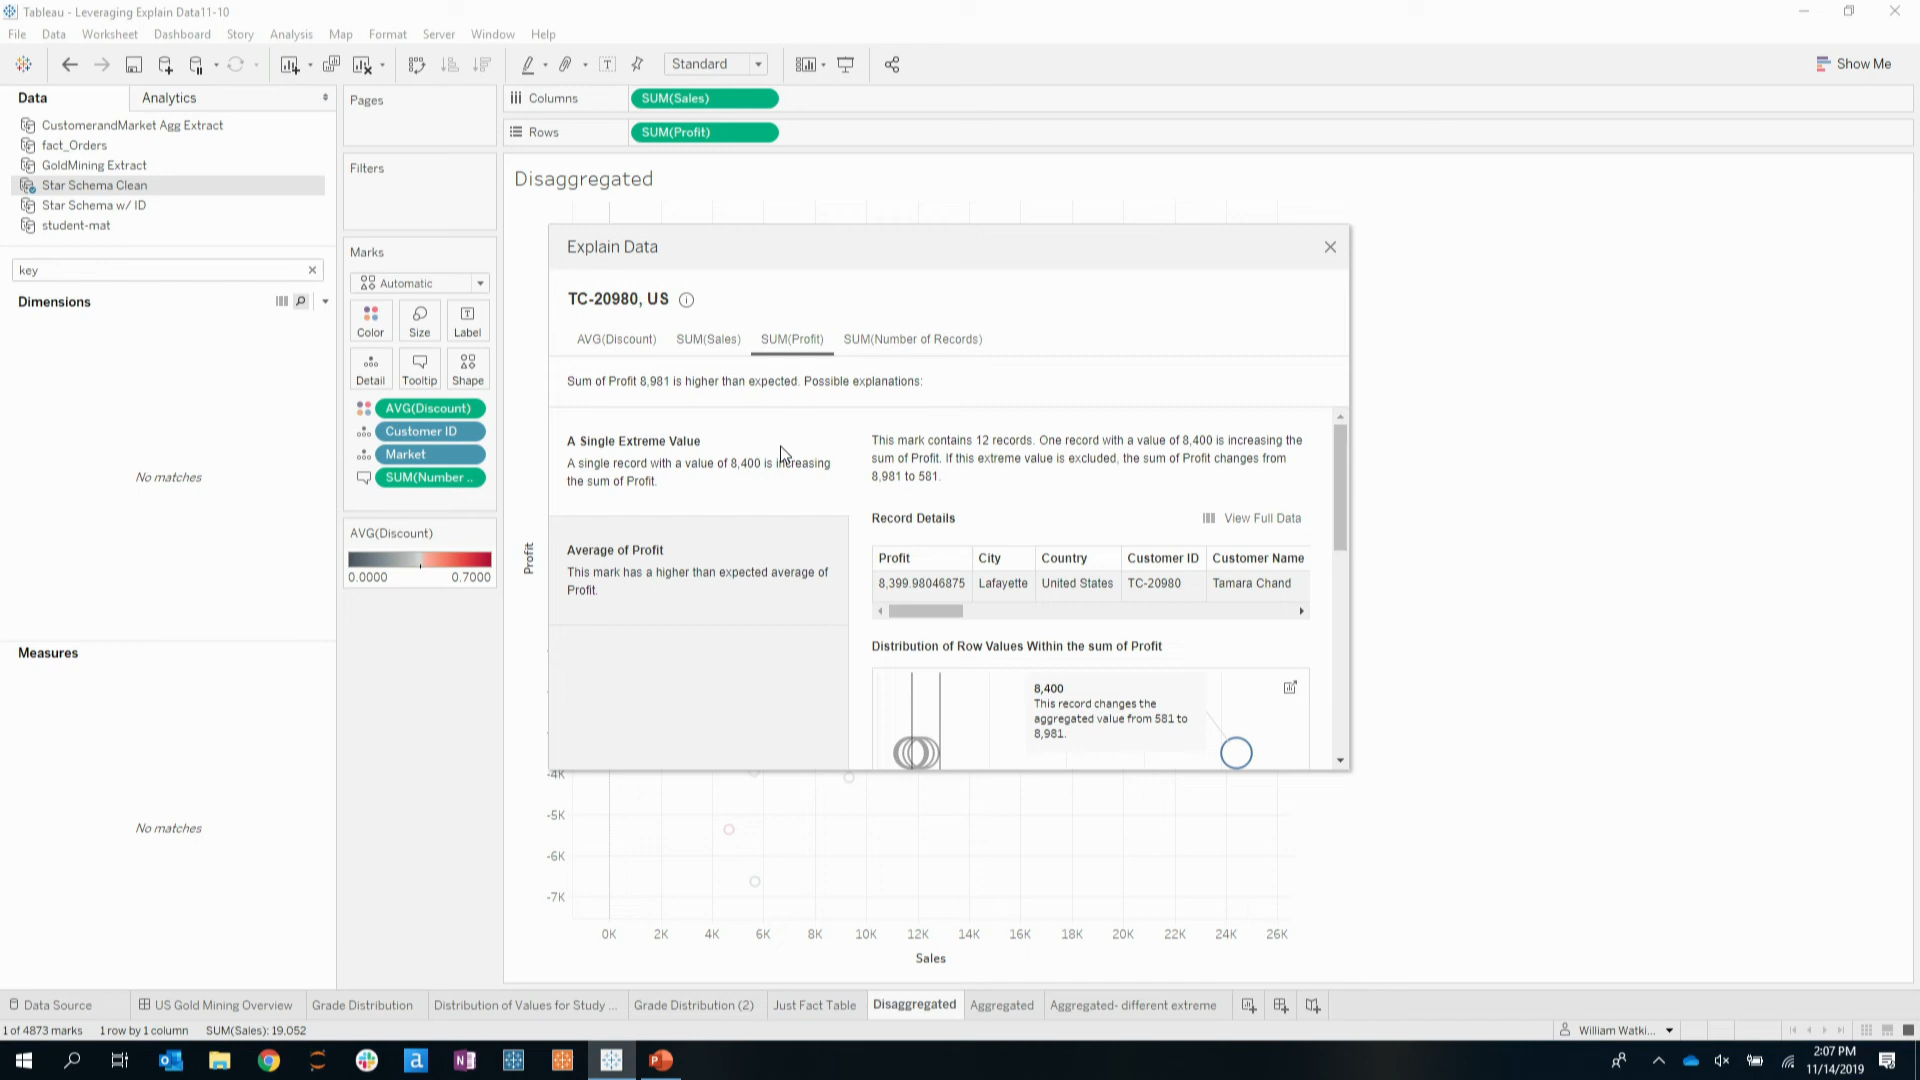 Tableau - Leveraging Explain Data11-10
File Data Worksheet Dashboard Story Analysis Map Format Server Window Help
Standard
Show Me
Data
Analytics
CustomerandMarket Agg Extract
fact_Orders
GoldMining Extract
Star Schema Clean
Star Schema w/ ID
student-mat
key
Dimensions
No matches
Measures
No matches
Pages
Filters
Marks
Automatic
Color Size Label
Detail Tooltip Shape
AVG(Discount)
Customer ID
Market
SUM(Number ..
AVG(Discount)
0.0000 0.7000
Columns SUM(Sales)
Rows SUM(Profit)
Disaggregated
Explain Data
TC-20980, US
AVG(Discount) SUM(Sales) SUM(Profit) SUM(Number of Records)
Sum of Profit 8,981 is higher than expected. Possible explanations:
A Single Extreme Value
A single record with a value of 8,400 is increasing
the sum of Profit.
Average of Profit
This mark has a higher than expected average of
Profit.
This mark contains 12 records. One record with a value of 8,400 is increasing the
sum of Profit. If this extreme value is excluded, the sum of Profit changes from
8,981 to 581.
Record Details
View Full Data
Profit City Country Customer ID Customer Name
8,399.98046875 Lafayette United States TC-20980 Tamara Chand
Distribution of Row Values Within the sum of Profit
8,400
This record changes the
aggregated value from 581 to
8,981.
Profit
-4K
-5K
-6K
-7K
0K 2K 4K 6K 8K 10K 12K 14K 16K 18K 20K 22K 24K 26K
Sales
Data Source US Gold Mining Overview Grade Distribution Distribution of Values for Study ... Grade Distribution (2) Just Fact Table Disaggregated Aggregated Aggregated- different extreme
1 of 4873 marks 1 row by 1 column SUM(Sales): 19,052
William Watki...
2:07 PM
11/14/2019